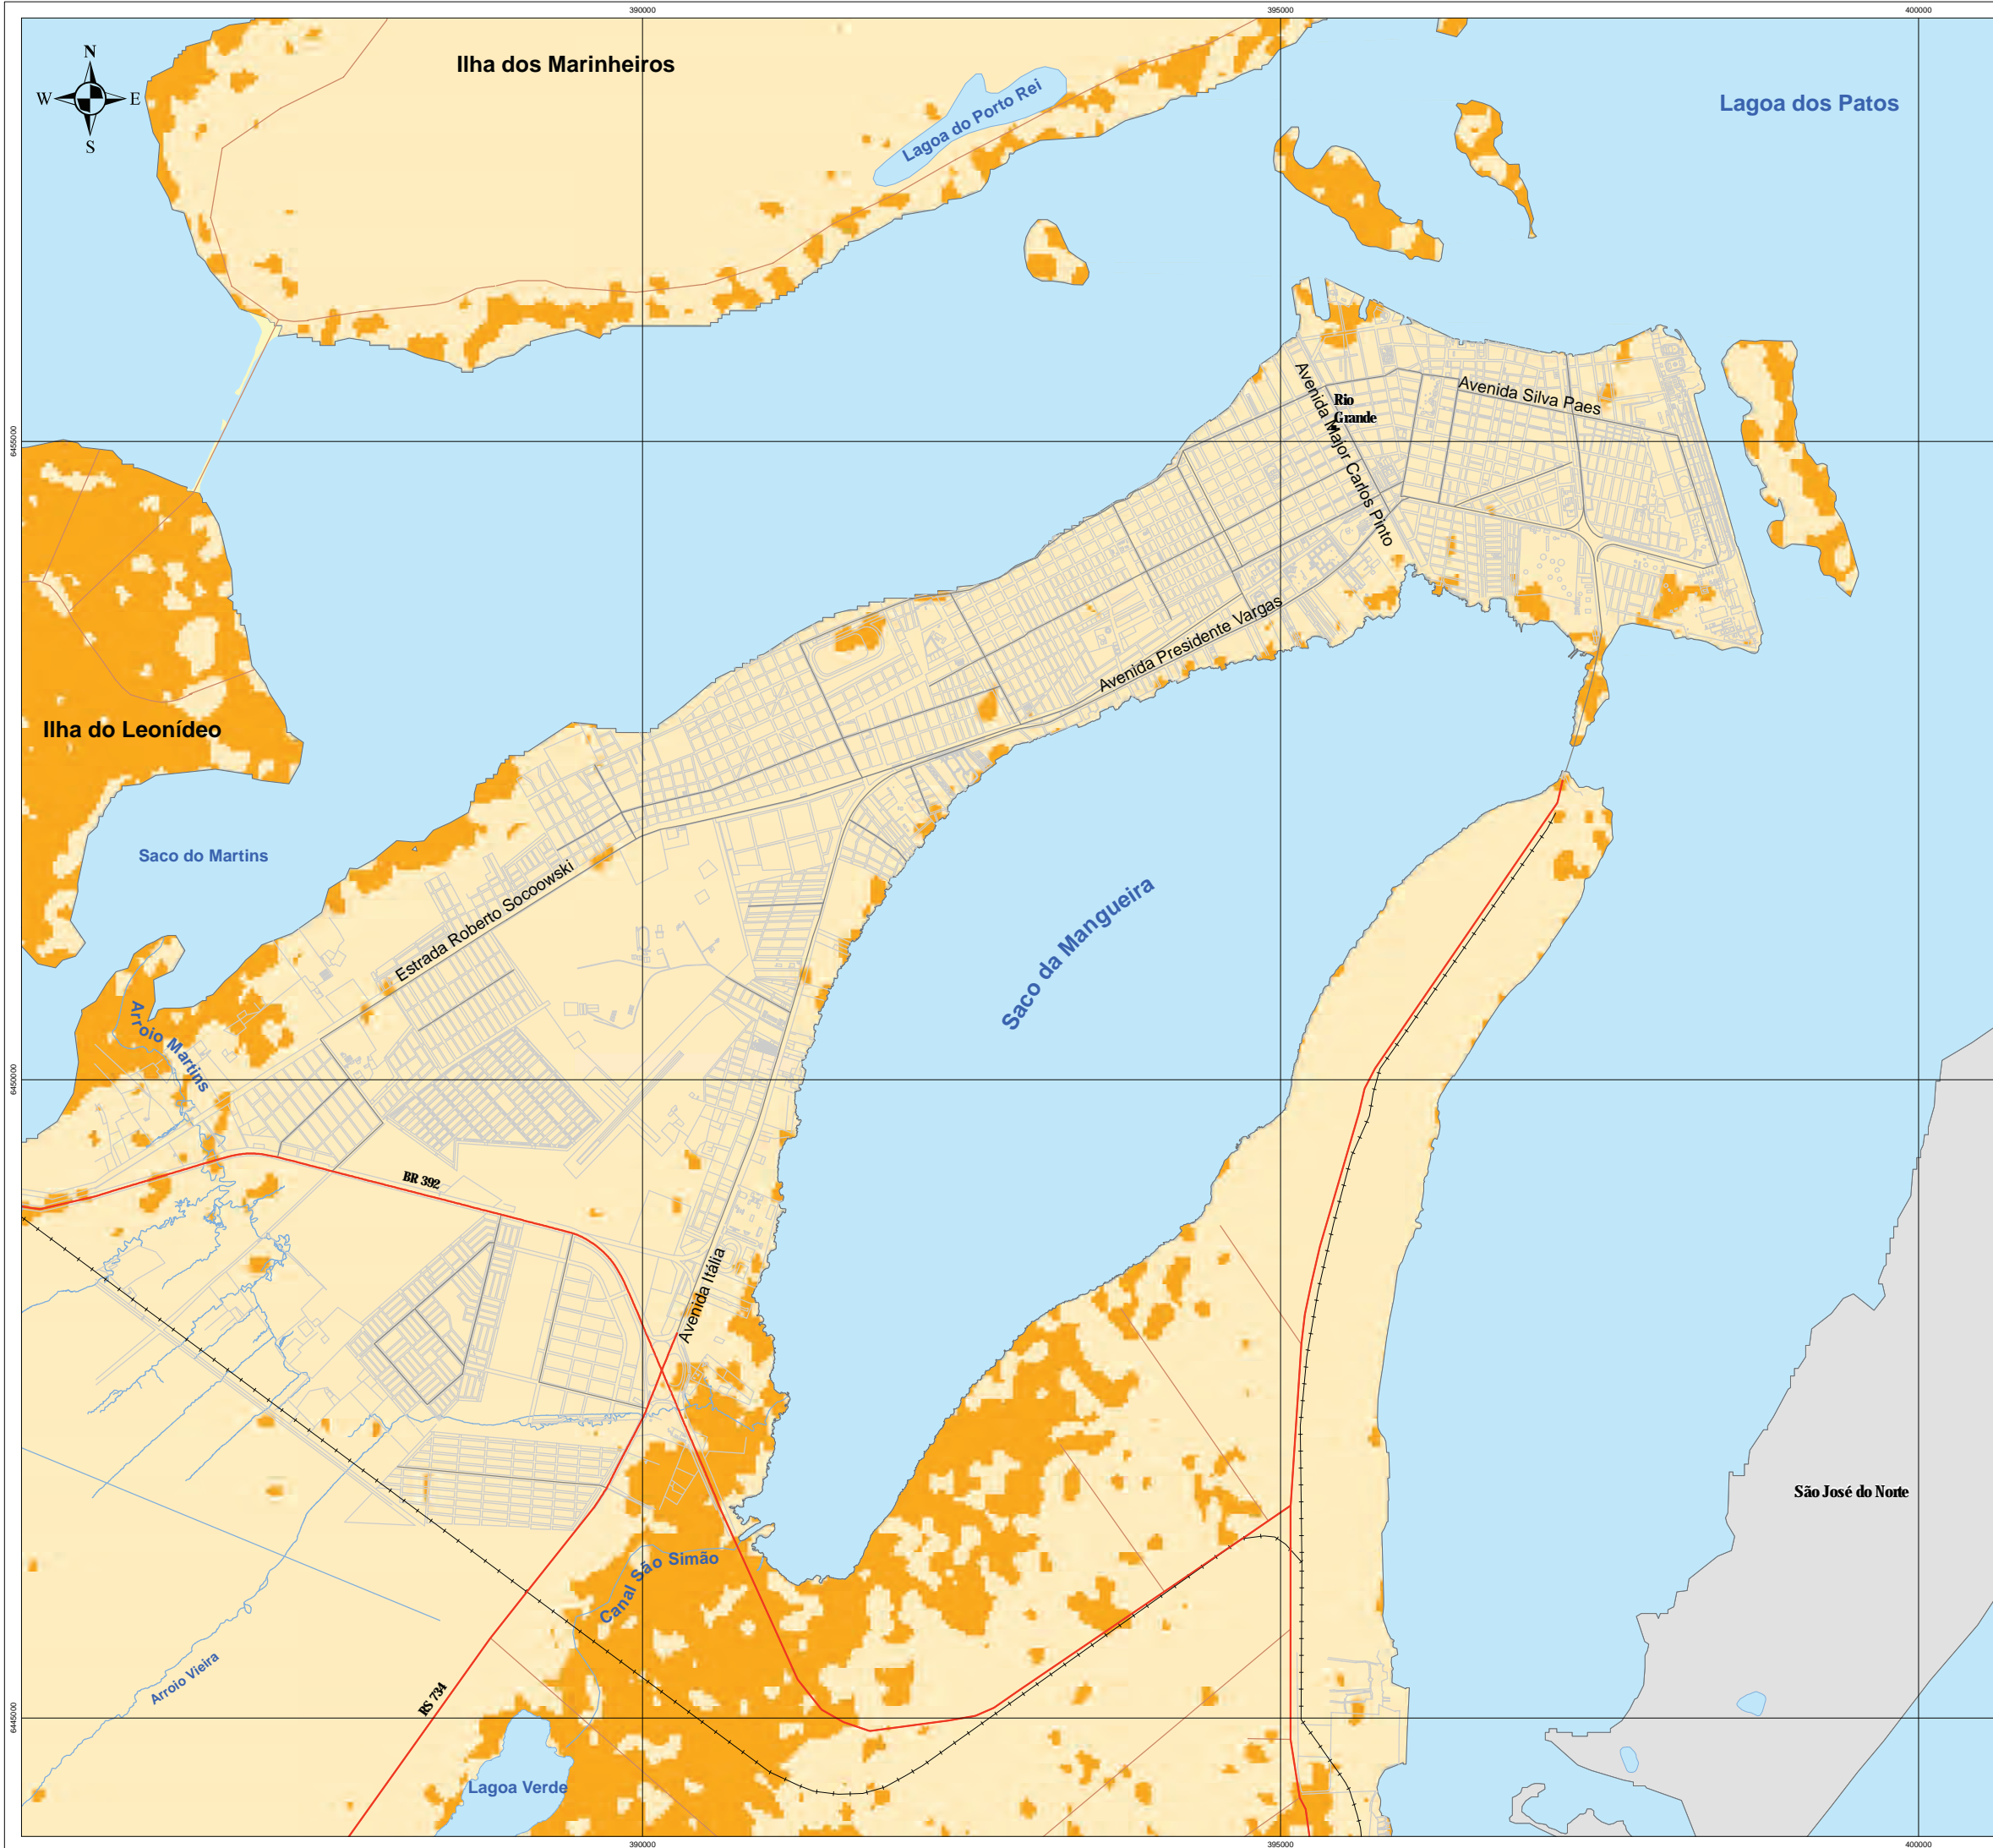 390000
395000
400000
N
W
E
S
Ilha dos Marinheiros
Lagoa do Porto Rei
Lagoa dos Patos
Avenida Silva Paes
Rio
Grande
Avenida Major Carlos Pinto
6455000
Avenida Presidente Vargas
Ilha do Leonídeo
Saco do Martins
Estrada Roberto Socoowski
Saco da Mangueira
Arroio Martins
6450000
BR 392
Avenida Itália
São José do Norte
Canal São Simão
Arroio Vieira
RS 734
6445000
Lagoa Verde
390000
395000
400000